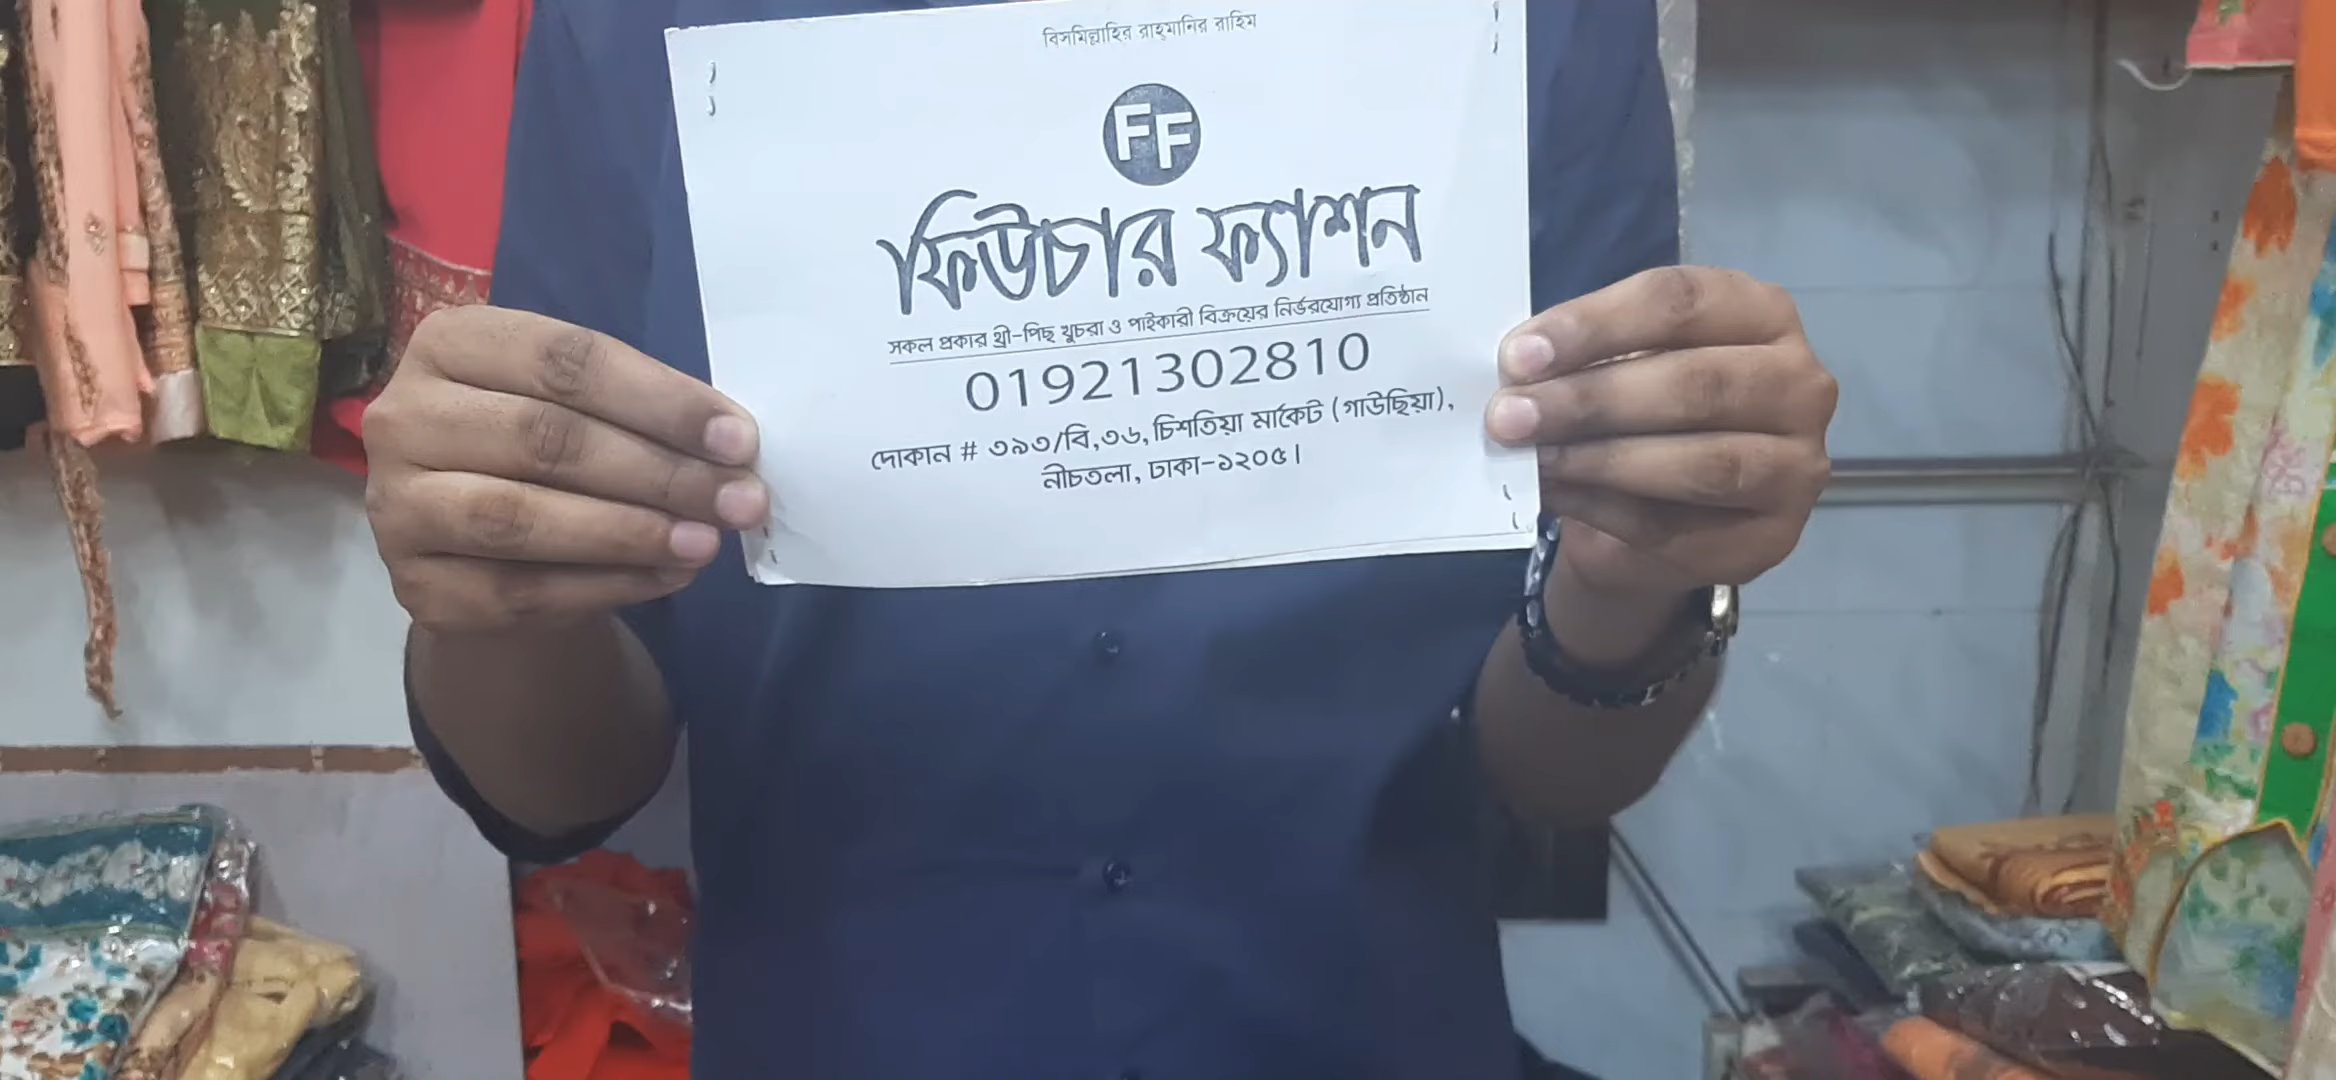 বিসমিল্লাহির রাহমানির রাহিম
FF
ফিউচার ফ্যাশন
সকল প্রকার থ্রী-পিছ খুচরা ও পাইকারী বিক্রয়ের নির্ভরযোগ্য প্রতিষ্ঠান
01921302810
দোকান # ৩৯৩/বি,৩৬, চিশতিয়া মার্কেট (গাউছিয়া),
নীচতলা, ঢাকা-১২০৫।